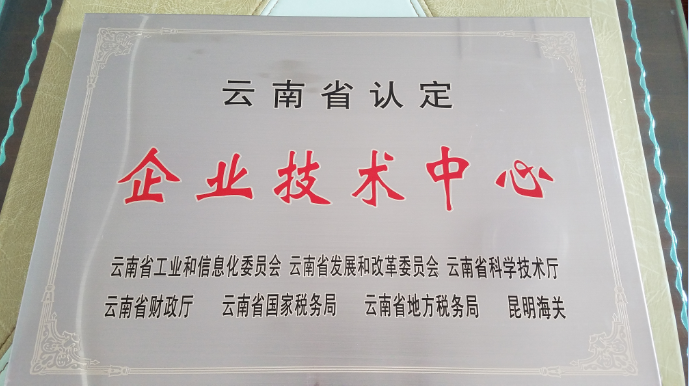 云南省认定
企业技术中心
云南省工业和信息化委员会 云南省发展和改革委员会 云南省科学技术厅
云南省财政厅 云南省国家税务局 云南省地方税务局 昆明海关